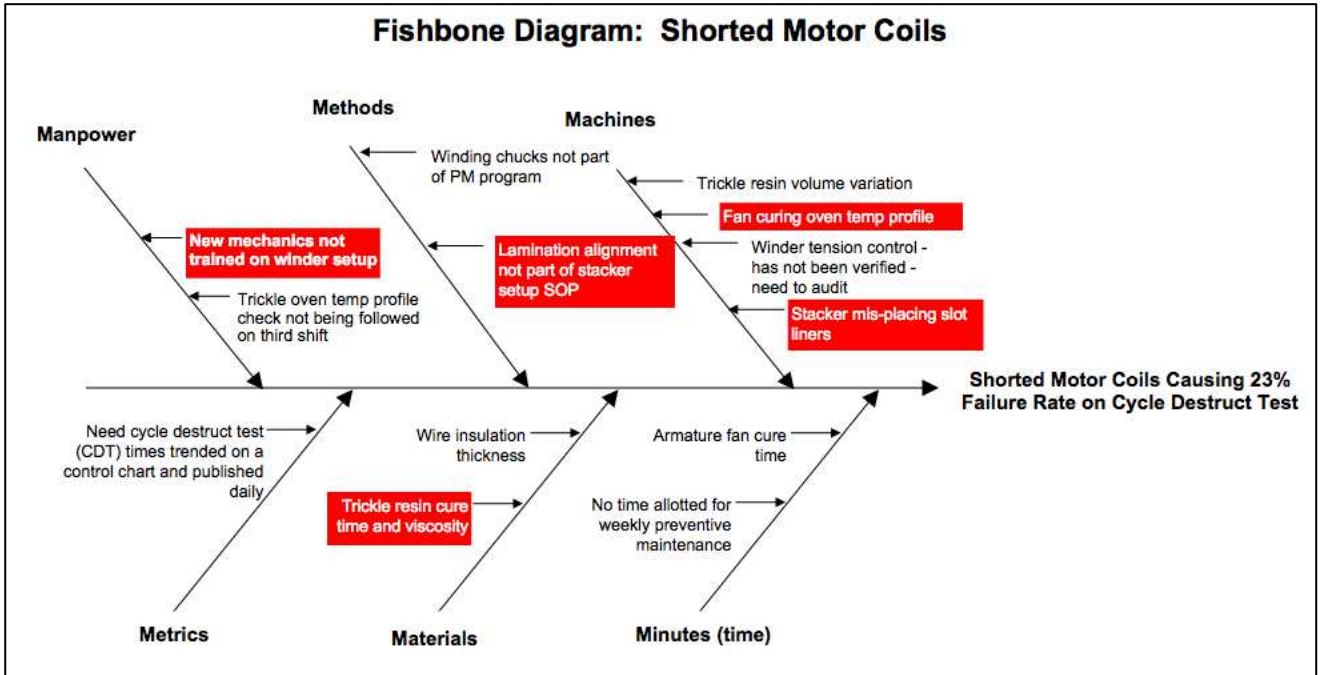 Fishbone Diagram: Shorted Motor Coils
Manpower
New mechanics not
trained on winder setup
Trickle oven temp profile
check not being followed
on third shift
Methods
Winding chucks not part
of PM program
Lamination alignment
not part of stacker
setup SOP
Machines
Trickle resin volume variation
Fan curing oven temp profile
Winder tension control -
has not been verified -
need to audit
Stacker mis-placing slot
liners
Shorted Motor Coils Causing 23%
Failure Rate on Cycle Destruct Test
Need cycle destruct test
(CDT) times trended on a
control chart and published
daily
Metrics
Wire insulation
thickness
Trickle resin cure
time and viscosity
Materials
Armature fan cure
time
No time allotted for
weekly preventive
maintenance
Minutes (time)